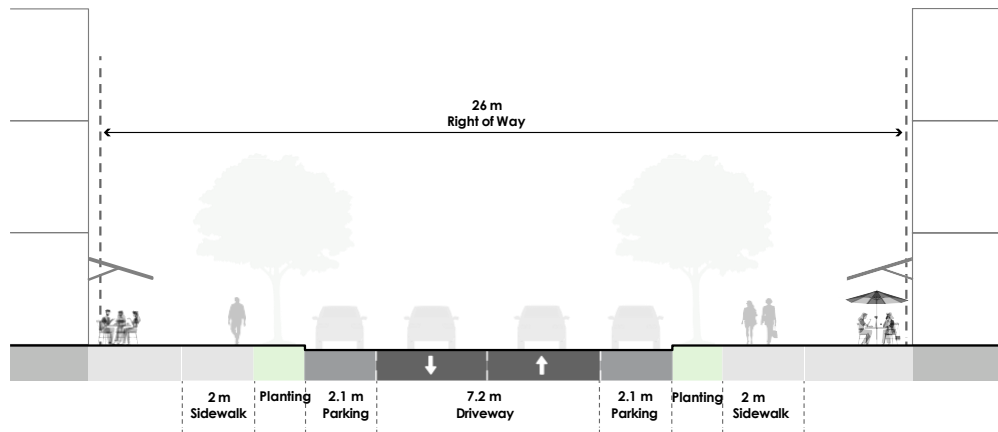 26 m
Right of Way
2 m
Sidewalk
Planting
2.1 m
Parking
7.2 m
Driveway
2.1 m
Parking
Planting
2 m
Sidewalk